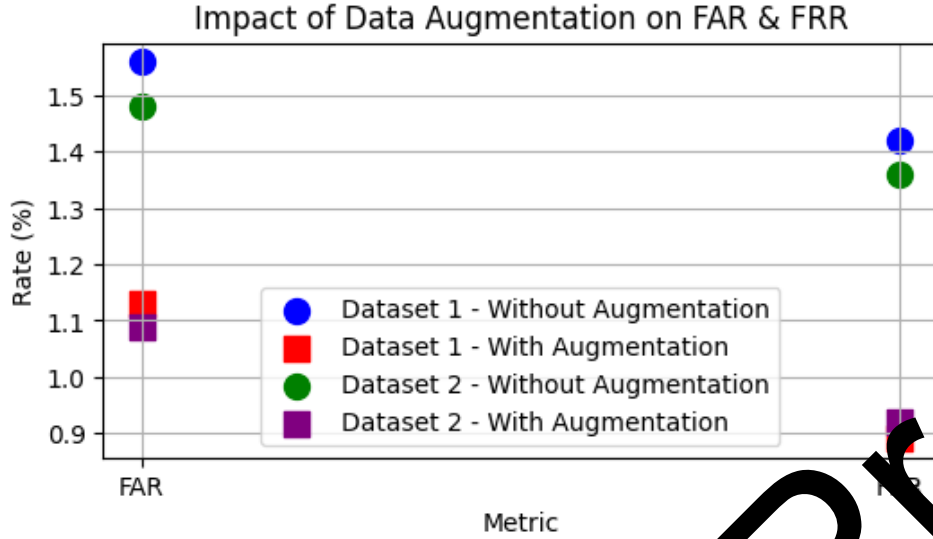 Impact of Data Augmentation on FAR & FRR
Rate (%)
1.5
1.4
1.3
1.2
1.1
1.0
0.9
Dataset 1 - Without Augmentation
Dataset 1 - With Augmentation
Dataset 2 - Without Augmentation
Dataset 2 - With Augmentation
FAR
Metric